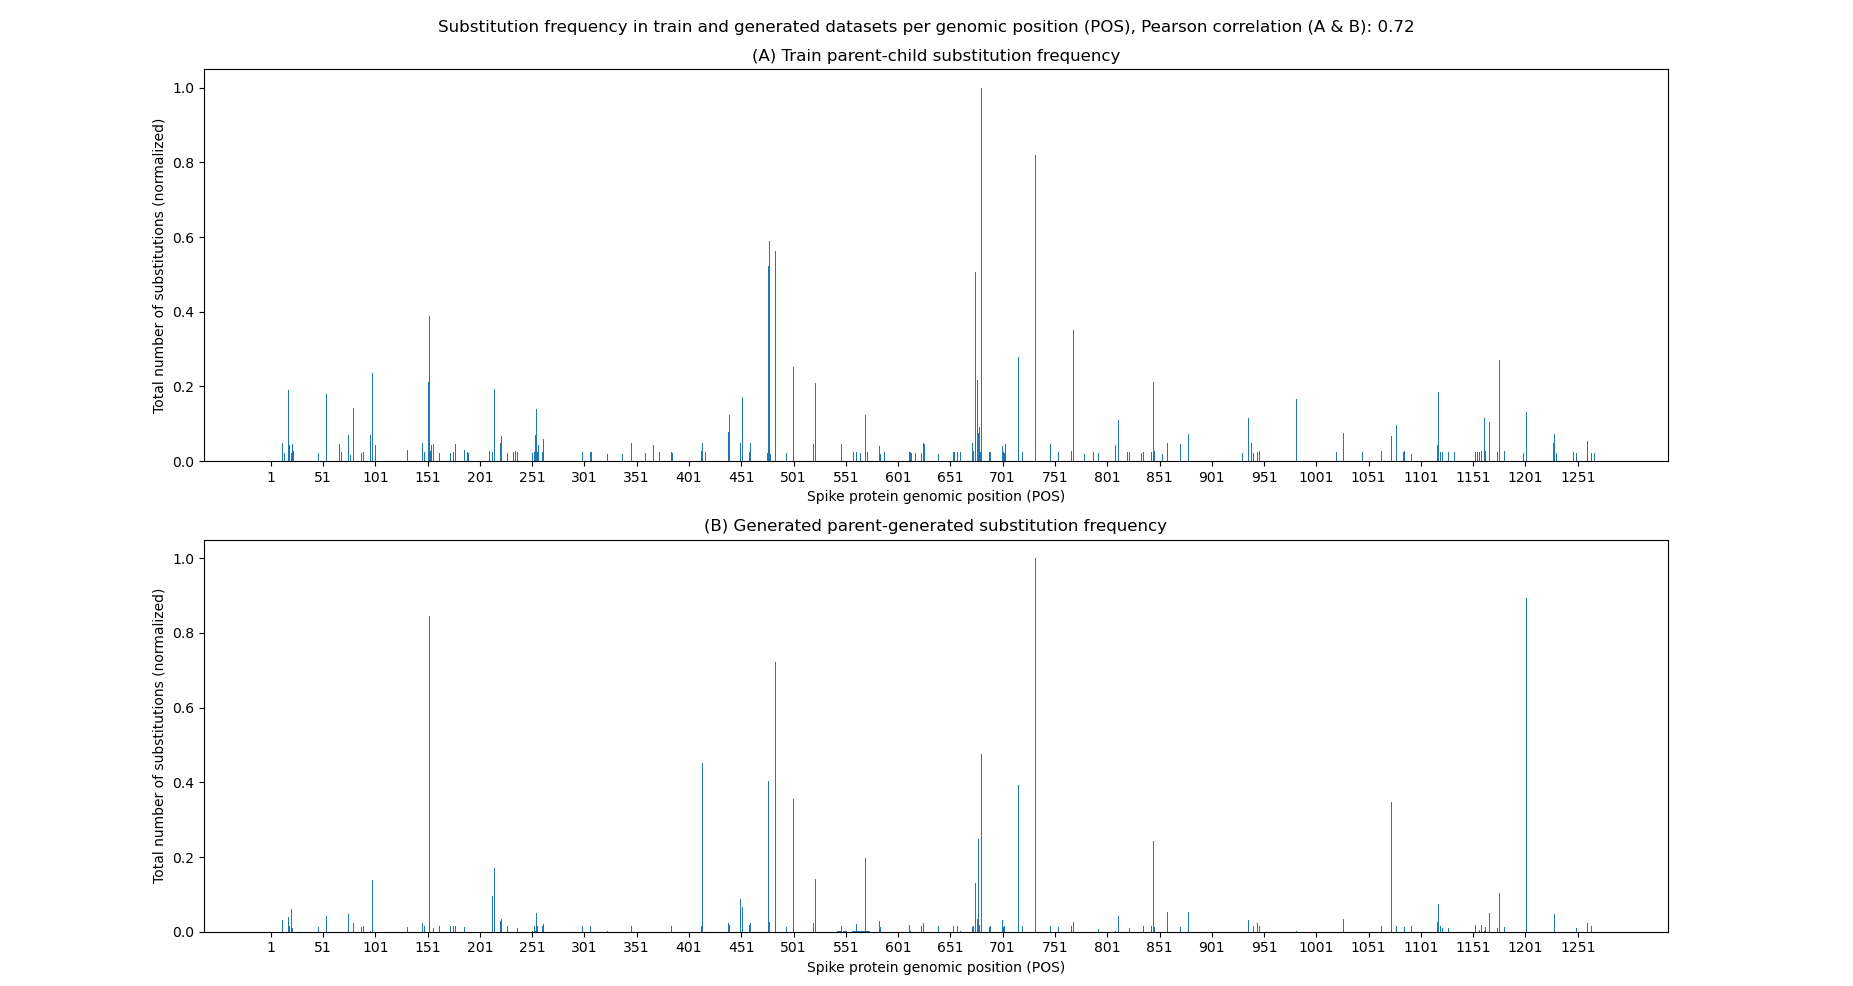 Substitution frequency in train and generated datasets per genomic position (POS), Pearson correlation (A & B): 0.72
(A) Train parent-child substitution frequency
Total number of substitutions (normalized)
1.0
0.8
0.6
0.4
0.2
0.0
1 51 101 151 201 251 301 351 401 451 501 551 601 651 701 751 801 851 901 951 1001 1051 1101 1151 1201 1251
Spike protein genomic position (POS)
(B) Generated parent-generated substitution frequency
Total number of substitutions (normalized)
1.0
0.8
0.6
0.4
0.2
0.0
1 51 101 151 201 251 301 351 401 451 501 551 601 651 701 751 801 851 901 951 1001 1051 1101 1151 1201 1251
Spike protein genomic position (POS)